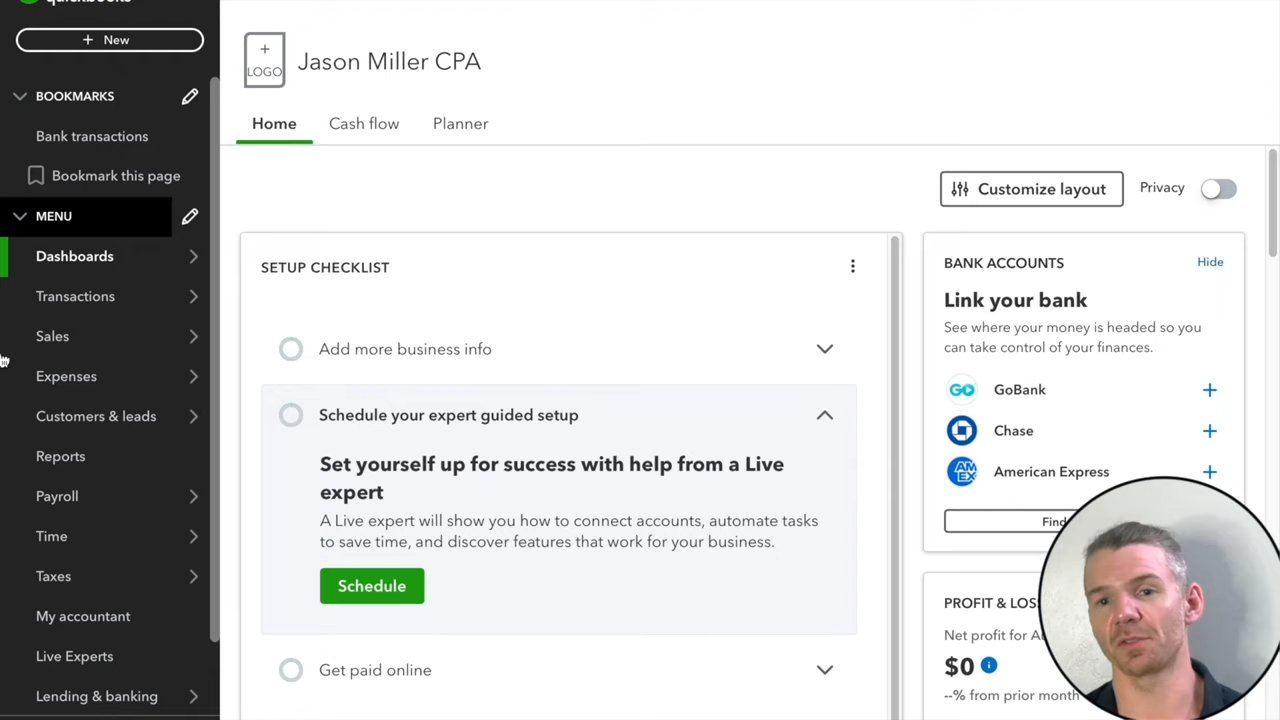 New
BOOKMARKS
Bank transactions
Bookmark this page
MENU
Dashboards
Transactions
Sales
Expenses
Customers & leads
Reports
Payroll
Time
Taxes
My accountant
Live Experts
Lending & banking
+
LOGO
Jason Miller CPA
Home
Cash flow
Planner
Customize layout
Privacy
SETUP CHECKLIST
Add more business info
Schedule your expert guided setup
Set yourself up for success with help from a Live
expert
A Live expert will show you how to connect accounts, automate tasks
to save time, and discover features that work for your business.
Schedule
Get paid online
BANK ACCOUNTS
Hide
Link your bank
See where your money is headed so you
can take control of your finances.
GO
GoBank
Chase
AM
EX
American Express
Find
PROFIT & LOS
Net profit for
$0
--% from prior month